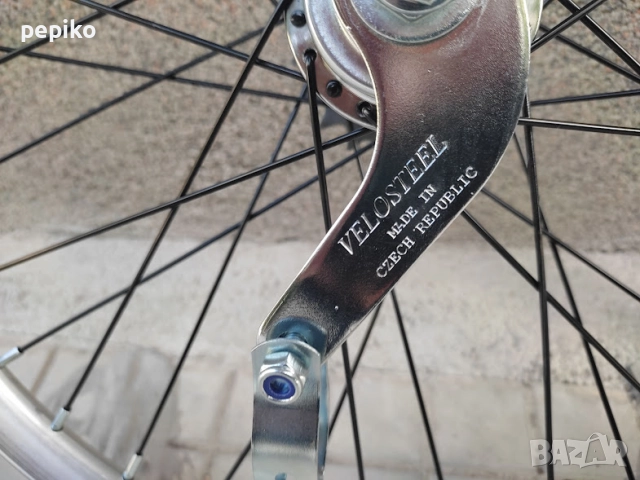 pepiko
VELOSTEEL
MADE IN
CZECH REPUBLIC
BAZAR